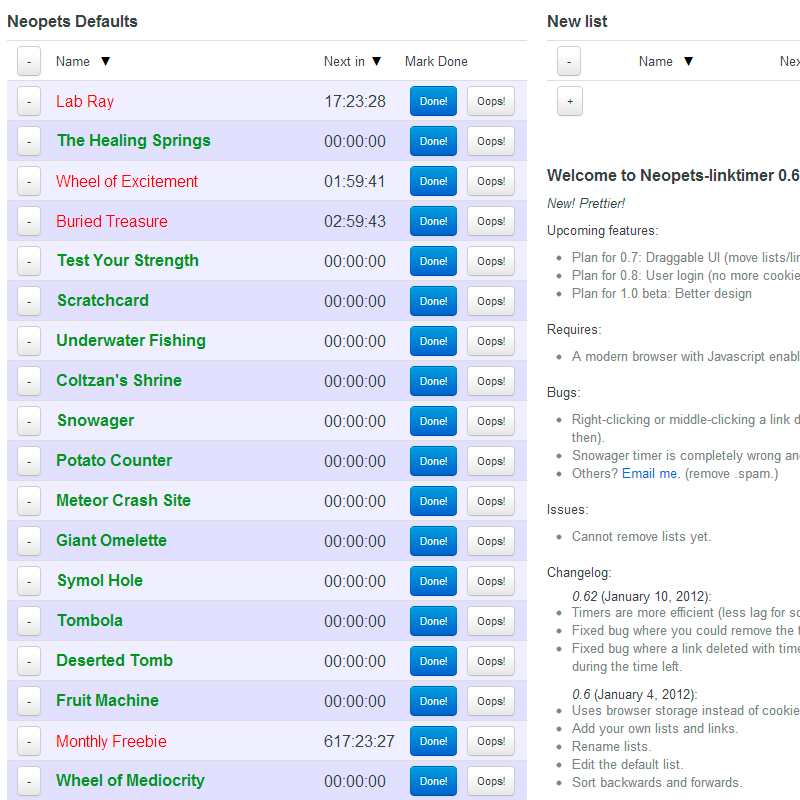 Neopets Defaults
- Name ▼ Next in ▼ Mark Done
- Lab Ray 17:23:28 Done! Oops!
- The Healing Springs 00:00:00 Done! Oops!
- Wheel of Excitement 01:59:41 Done! Oops!
- Buried Treasure 02:59:43 Done! Oops!
- Test Your Strength 00:00:00 Done! Oops!
- Scratchcard 00:00:00 Done! Oops!
- Underwater Fishing 00:00:00 Done! Oops!
- Coltzan's Shrine 00:00:00 Done! Oops!
- Snowager 00:00:00 Done! Oops!
- Potato Counter 00:00:00 Done! Oops!
- Meteor Crash Site 00:00:00 Done! Oops!
- Giant Omelette 00:00:00 Done! Oops!
- Symol Hole 00:00:00 Done! Oops!
- Tombola 00:00:00 Done! Oops!
- Deserted Tomb 00:00:00 Done! Oops!
- Fruit Machine 00:00:00 Done! Oops!
- Monthly Freebie 617:23:27 Done! Oops!
- Wheel of Mediocrity 00:00:00 Done! Oops!
New list
- Name ▼ Nex
+
Welcome to Neopets-linktimer 0.6
New! Prettier!
Upcoming features:
• Plan for 0.7: Draggable UI (move lists/lin
• Plan for 0.8: User login (no more cookie
• Plan for 1.0 beta: Better design
Requires:
• A modern browser with Javascript enabl
Bugs:
• Right-clicking or middle-clicking a link d
then).
• Snowager timer is completely wrong an
• Others? Email me. (remove .spam.)
Issues:
• Cannot remove lists yet.
Changelog:
0.62 (January 10, 2012):
• Timers are more efficient (less lag for so
• Fixed bug where you could remove the t
• Fixed bug where a link deleted with time
during the time left.
0.6 (January 4, 2012):
• Uses browser storage instead of cookie
• Add your own lists and links.
• Rename lists.
• Edit the default list.
• Sort backwards and forwards.